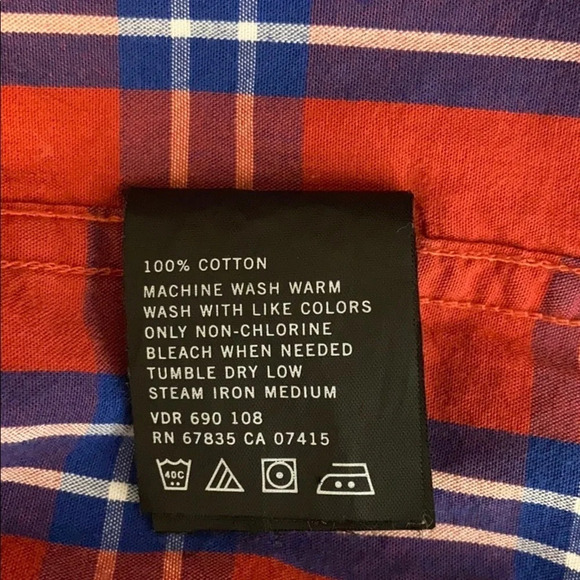 100% COTTON
MACHINE WASH WARM
WASH WITH LIKE COLORS
ONLY NON-CHLORINE
BLEACH WHEN NEEDED
TUMBLE DRY LOW
STEAM IRON MEDIUM
VDR 690 108
RN 67835 CA 07415
40C